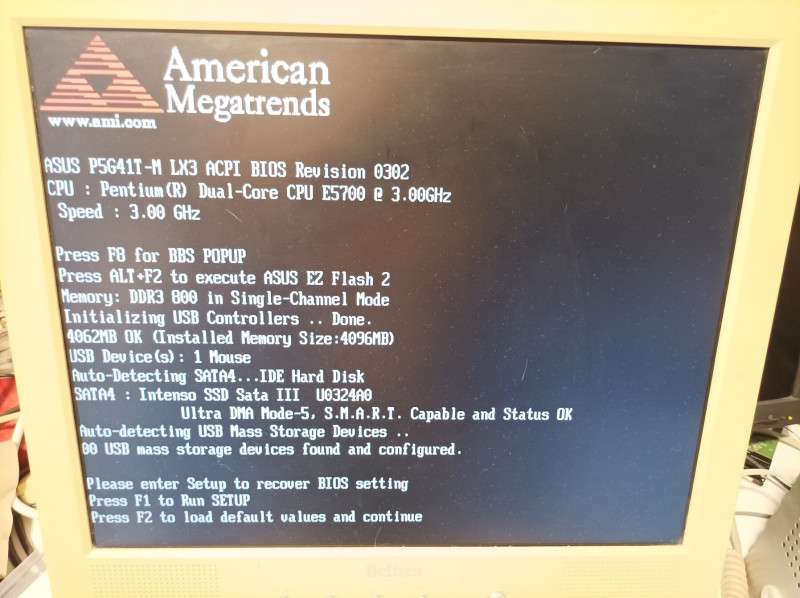 American
Megatrends
www.ami.com
ASUS P5G41T-M LX3 ACPI BIOS Revision 0302
CPU : Pentium(R) Dual-Core CPU E5700 @ 3.00GHz
Speed : 3.00 GHz
Press F8 for BBS POPUP
Press ALT+F2 to execute ASUS EZ Flash 2
Memory: DDR3 800 in Single-Channel Mode
Initializing USB Controllers .. Done.
4062MB OK (Installed Memory Size:4096MB)
USB Device(s): 1 Mouse
Auto-Detecting SATA4...IDE Hard Disk
SATA4 : Intenso SSD Sata III U0324A0
Ultra DMA Mode-5, S.M.A.R.T. Capable and Status OK
Auto-detecting USB Mass Storage Devices ..
00 USB mass storage devices found and configured.
Please enter Setup to recover BIOS setting
Press F1 to Run SETUP
Press F2 to load default values and continue